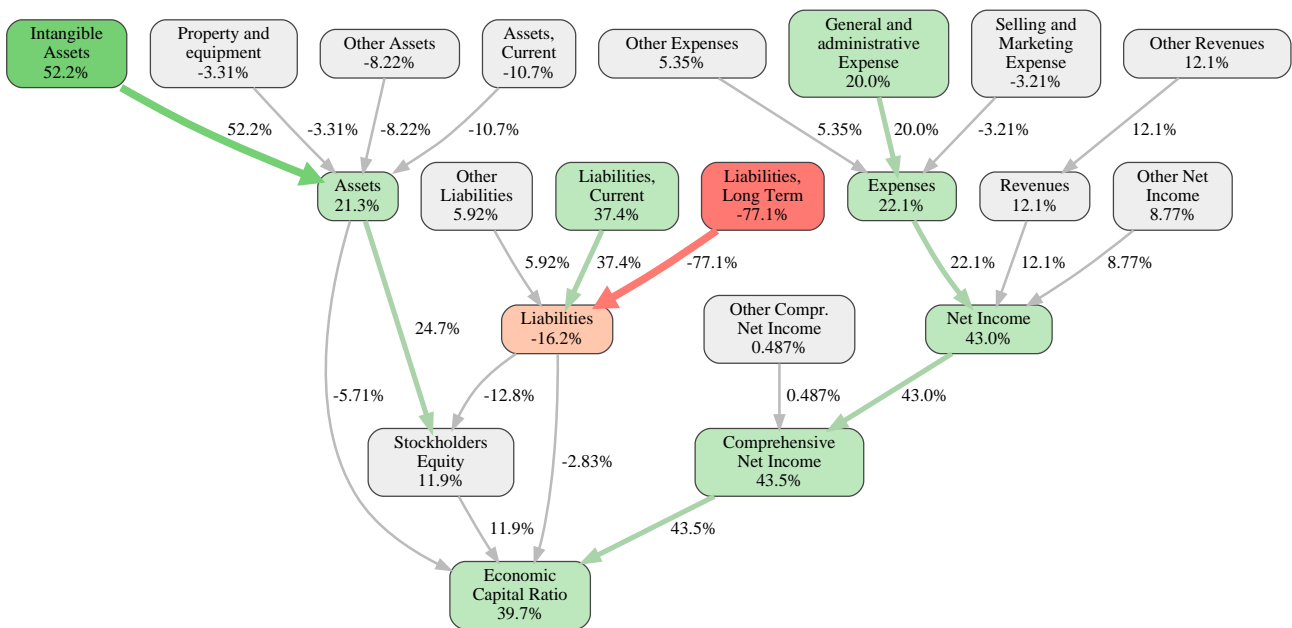 Intangible
Assets
52.2%
Property and
equipment
-3.31%
Other Assets
-8.22%
Assets,
Current
-10.7%
Other Expenses
5.35%
General and
administrative
Expense
20.0%
Selling and
Marketing
Expense
-3.21%
Other Revenues
12.1%
52.2%
-3.31%
-8.22%
-10.7%
5.35%
20.0%
-3.21%
12.1%
Assets
21.3%
Other
Liabilities
5.92%
Liabilities,
Current
37.4%
Liabilities,
Long Term
-77.1%
Expenses
22.1%
Revenues
12.1%
Other Net
Income
8.77%
5.92%
37.4%
-77.1%
22.1%
12.1%
8.77%
24.7%
Liabilities
-16.2%
Other Compr.
Net Income
0.487%
Net Income
43.0%
-5.71%
-12.8%
0.487%
43.0%
Stockholders
Equity
11.9%
-2.83%
Comprehensive
Net Income
43.5%
11.9%
43.5%
Economic
Capital Ratio
39.7%